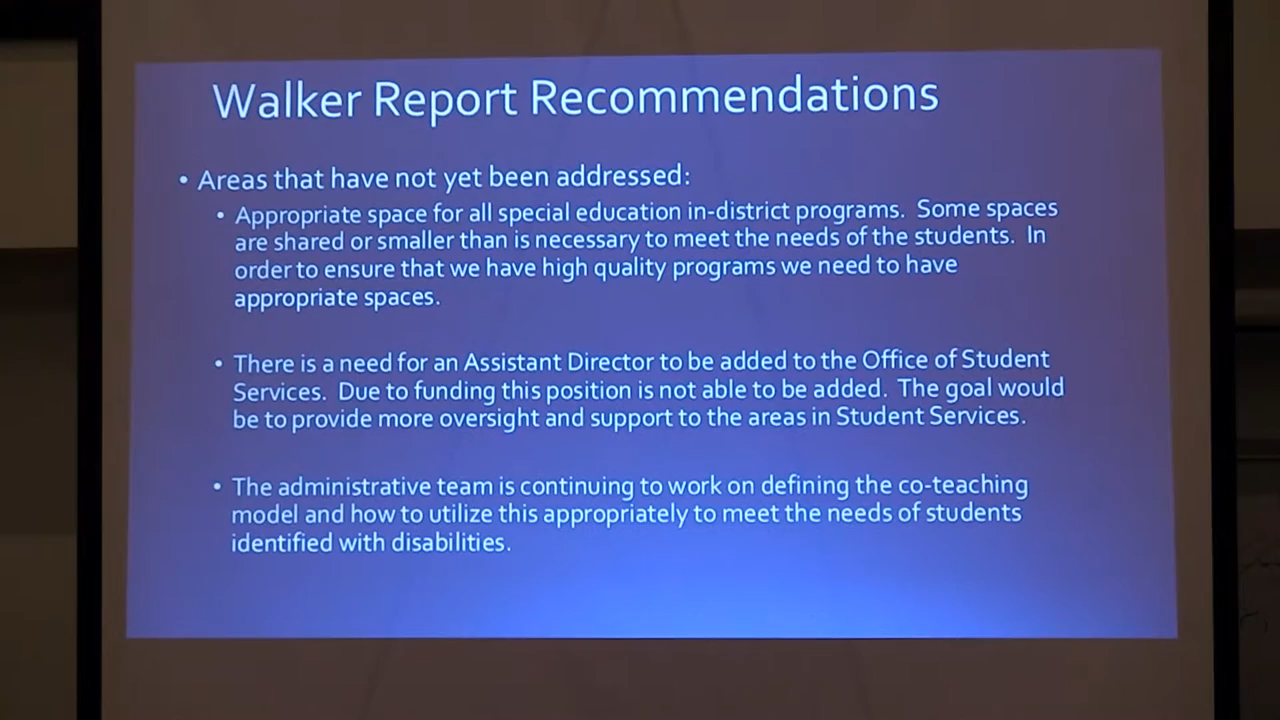 Walker Report Recommendations
• Areas that have not yet been addressed:
• Appropriate space for all special education in-district programs. Some spaces
are shared or smaller than is necessary to meet the needs of the students. In
order to ensure that we have high quality programs we need to have
appropriate spaces.
• There is a need for an Assistant Director to be added to the Office of Student
Services. Due to funding this position is not able to be added. The goal would
be to provide more oversight and support to the areas in Student Services.
• The administrative team is continuing to work on defining the co-teaching
model and how to utilize this appropriately to meet the needs of students
identified with disabilities.